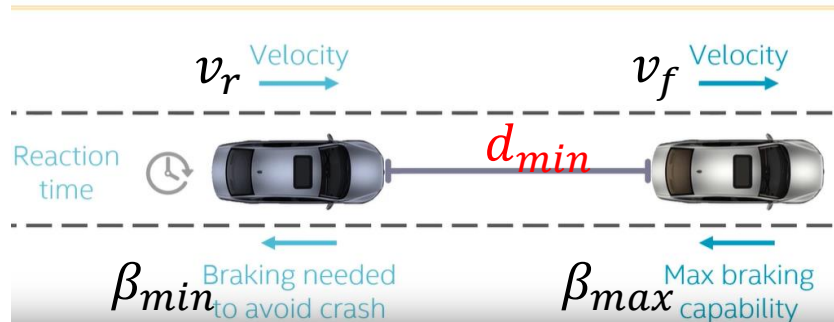 v_r Velocity
v_f Velocity
Reaction
time
d_min
β_min Braking needed
to avoid crash
β_max Max braking
capability